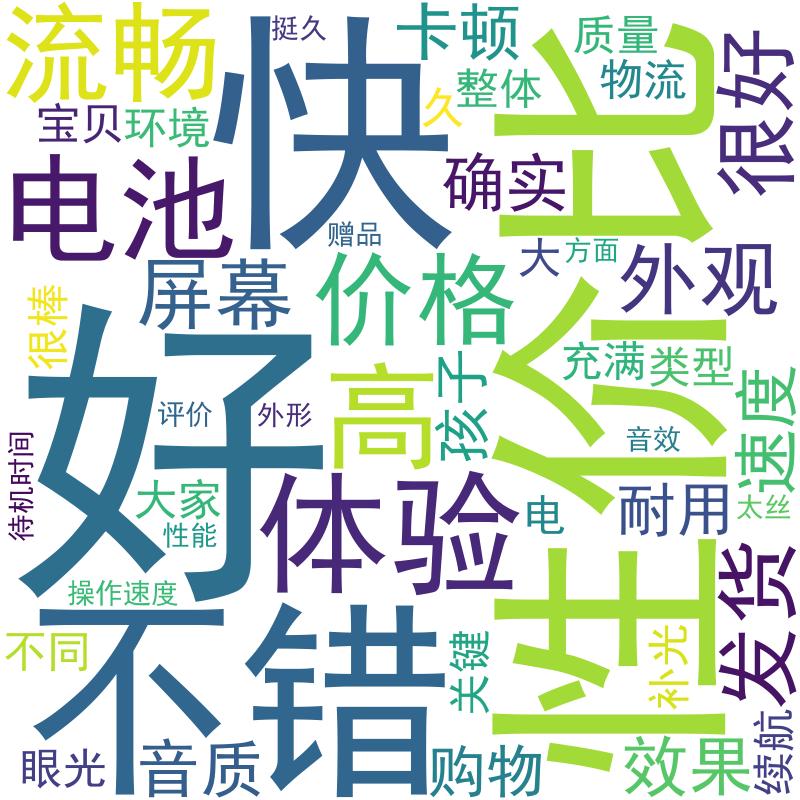 流畅
挺久
卡顿
质量
很好
快
性价比
久
整体
物流
宝贝
环境
电池
确实
赠品
大
方面
外观
屏幕
价格
很棒
好
高
孩子
充满
类型
速度
评价
外形
音效
待机时间
大家
性能
体验
电
耐用
太丝
操作速度
不错
发货
不同
关键
补光
续航
眼光
音质
购物
效果